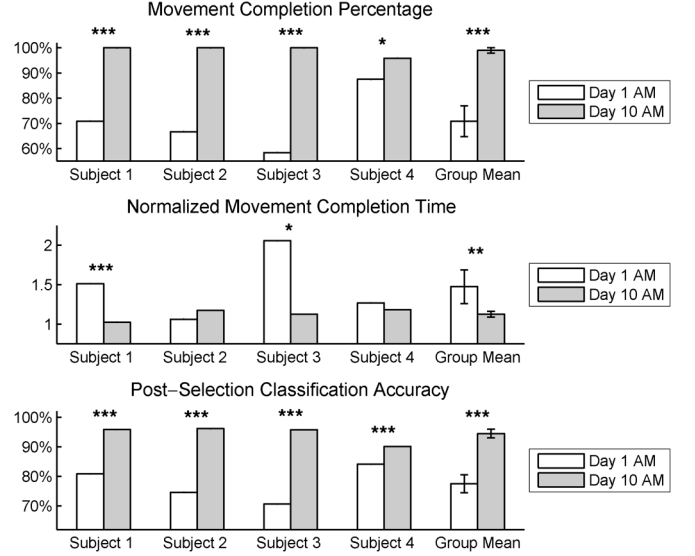 Movement Completion Percentage
*** *** *** * ***
100%
90%
80%
70%
60%
Subject 1 Subject 2 Subject 3 Subject 4 Group Mean
Day 1 AM
Day 10 AM
Normalized Movement Completion Time
*** * **
2
1.5
1
Subject 1 Subject 2 Subject 3 Subject 4 Group Mean
Day 1 AM
Day 10 AM
Post−Selection Classification Accuracy
*** *** *** *** ***
100%
90%
80%
70%
Subject 1 Subject 2 Subject 3 Subject 4 Group Mean
Day 1 AM
Day 10 AM